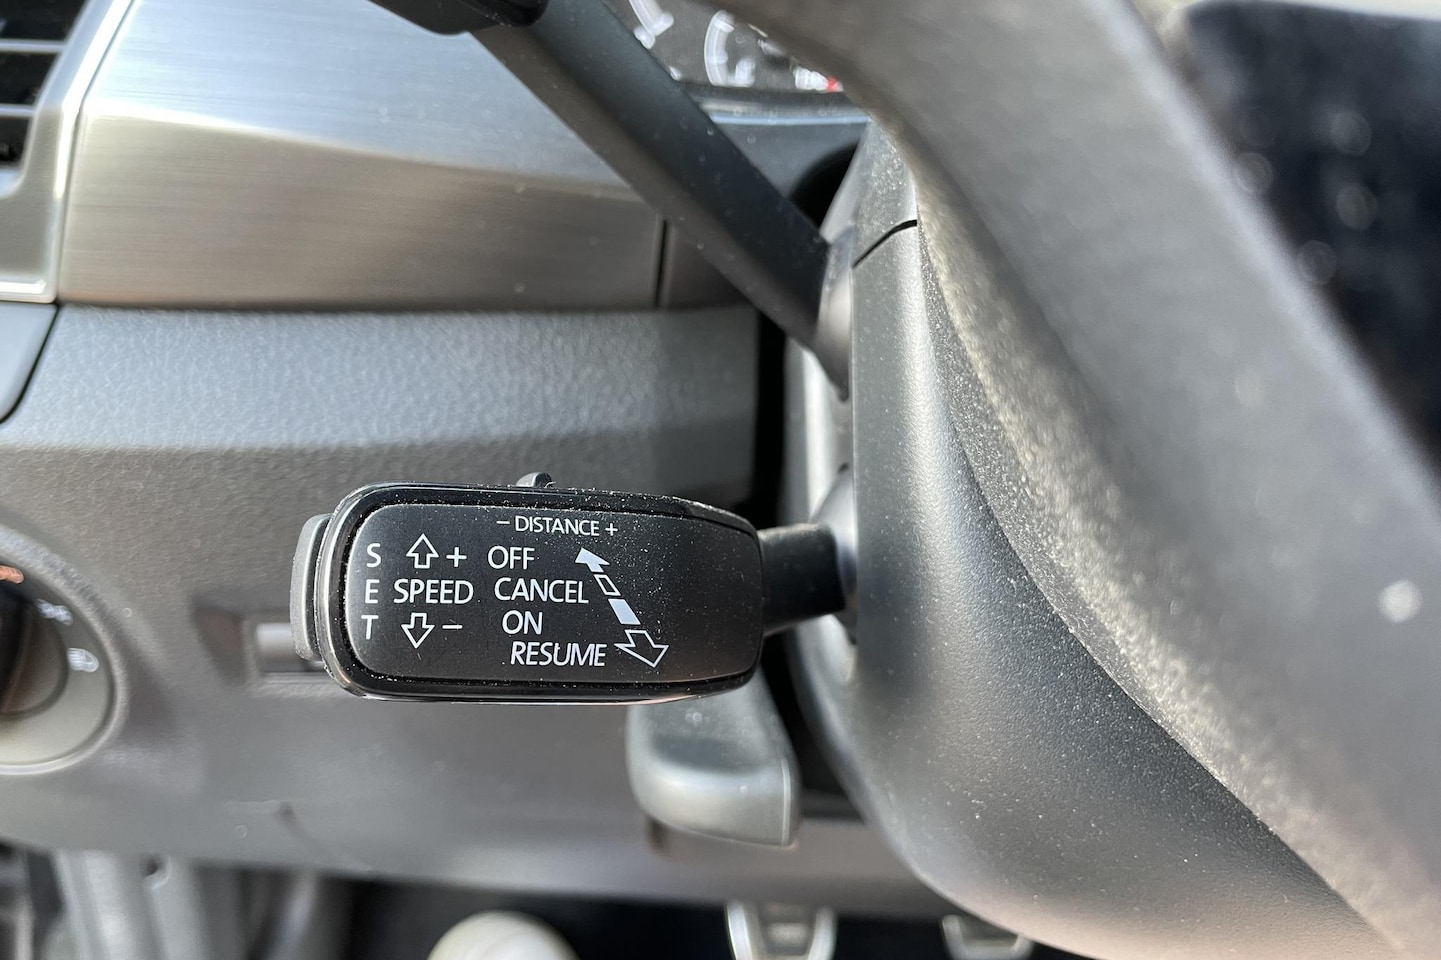 – DISTANCE +
S + OFF
E SPEED CANCEL
T – ON
RESUME